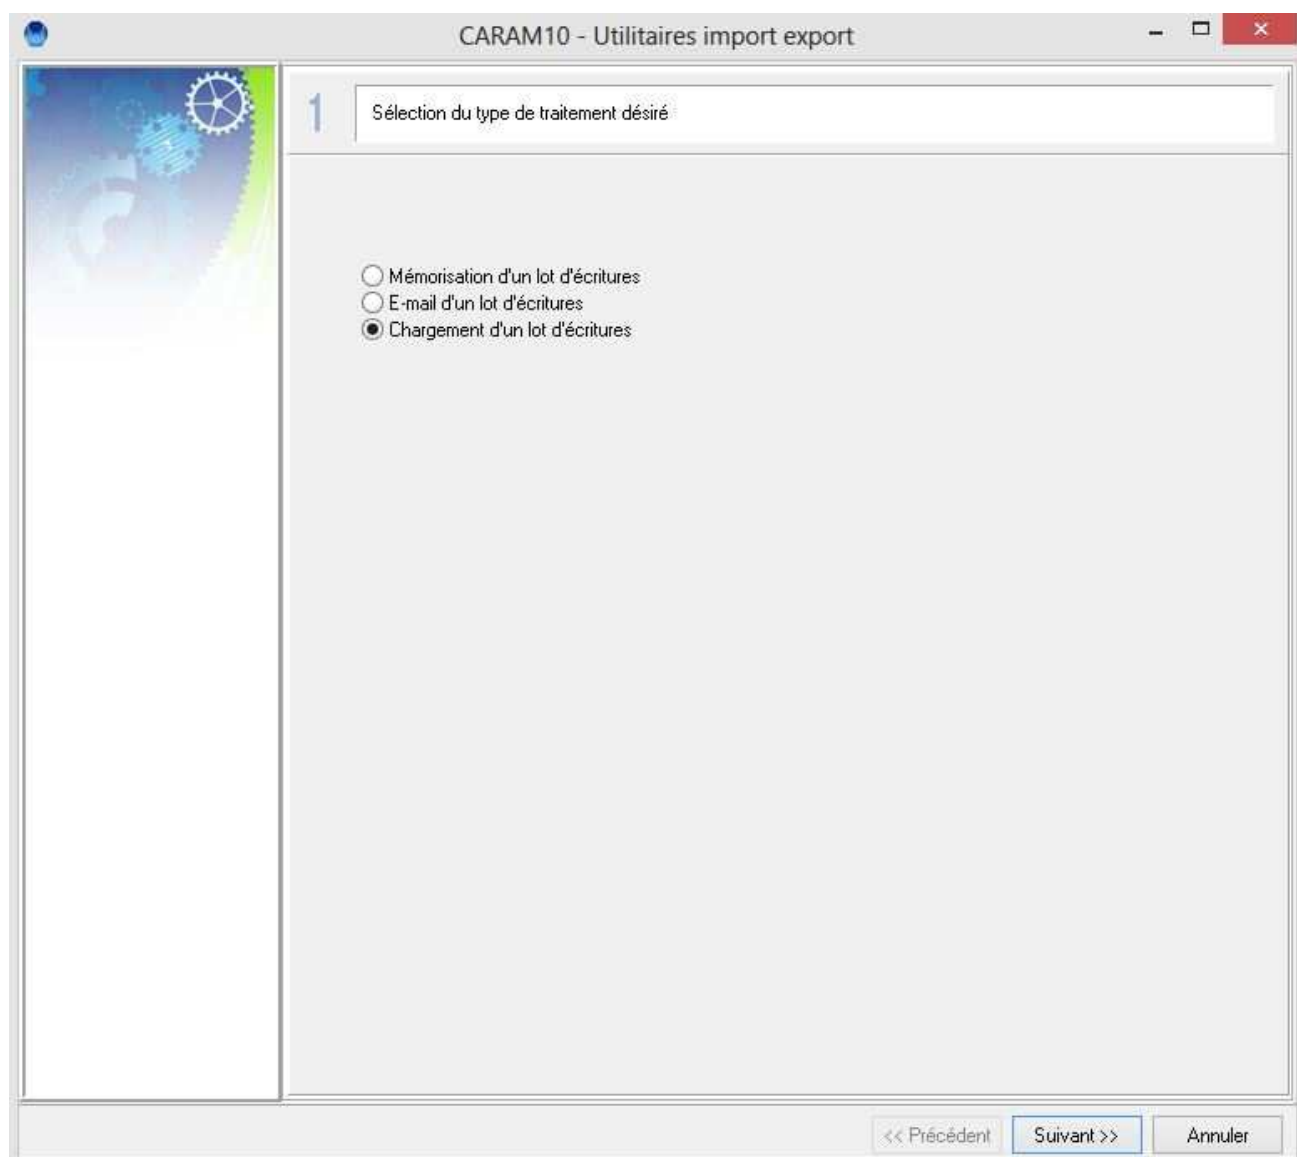 CARAM10 - Utilitaires import export
1
Sélection du type de traitement désiré
Mémorisation d'un lot d'écritures
E-mail d'un lot d'écritures
Chargement d'un lot d'écritures
<< Précédent
Suivant >>
Annuler